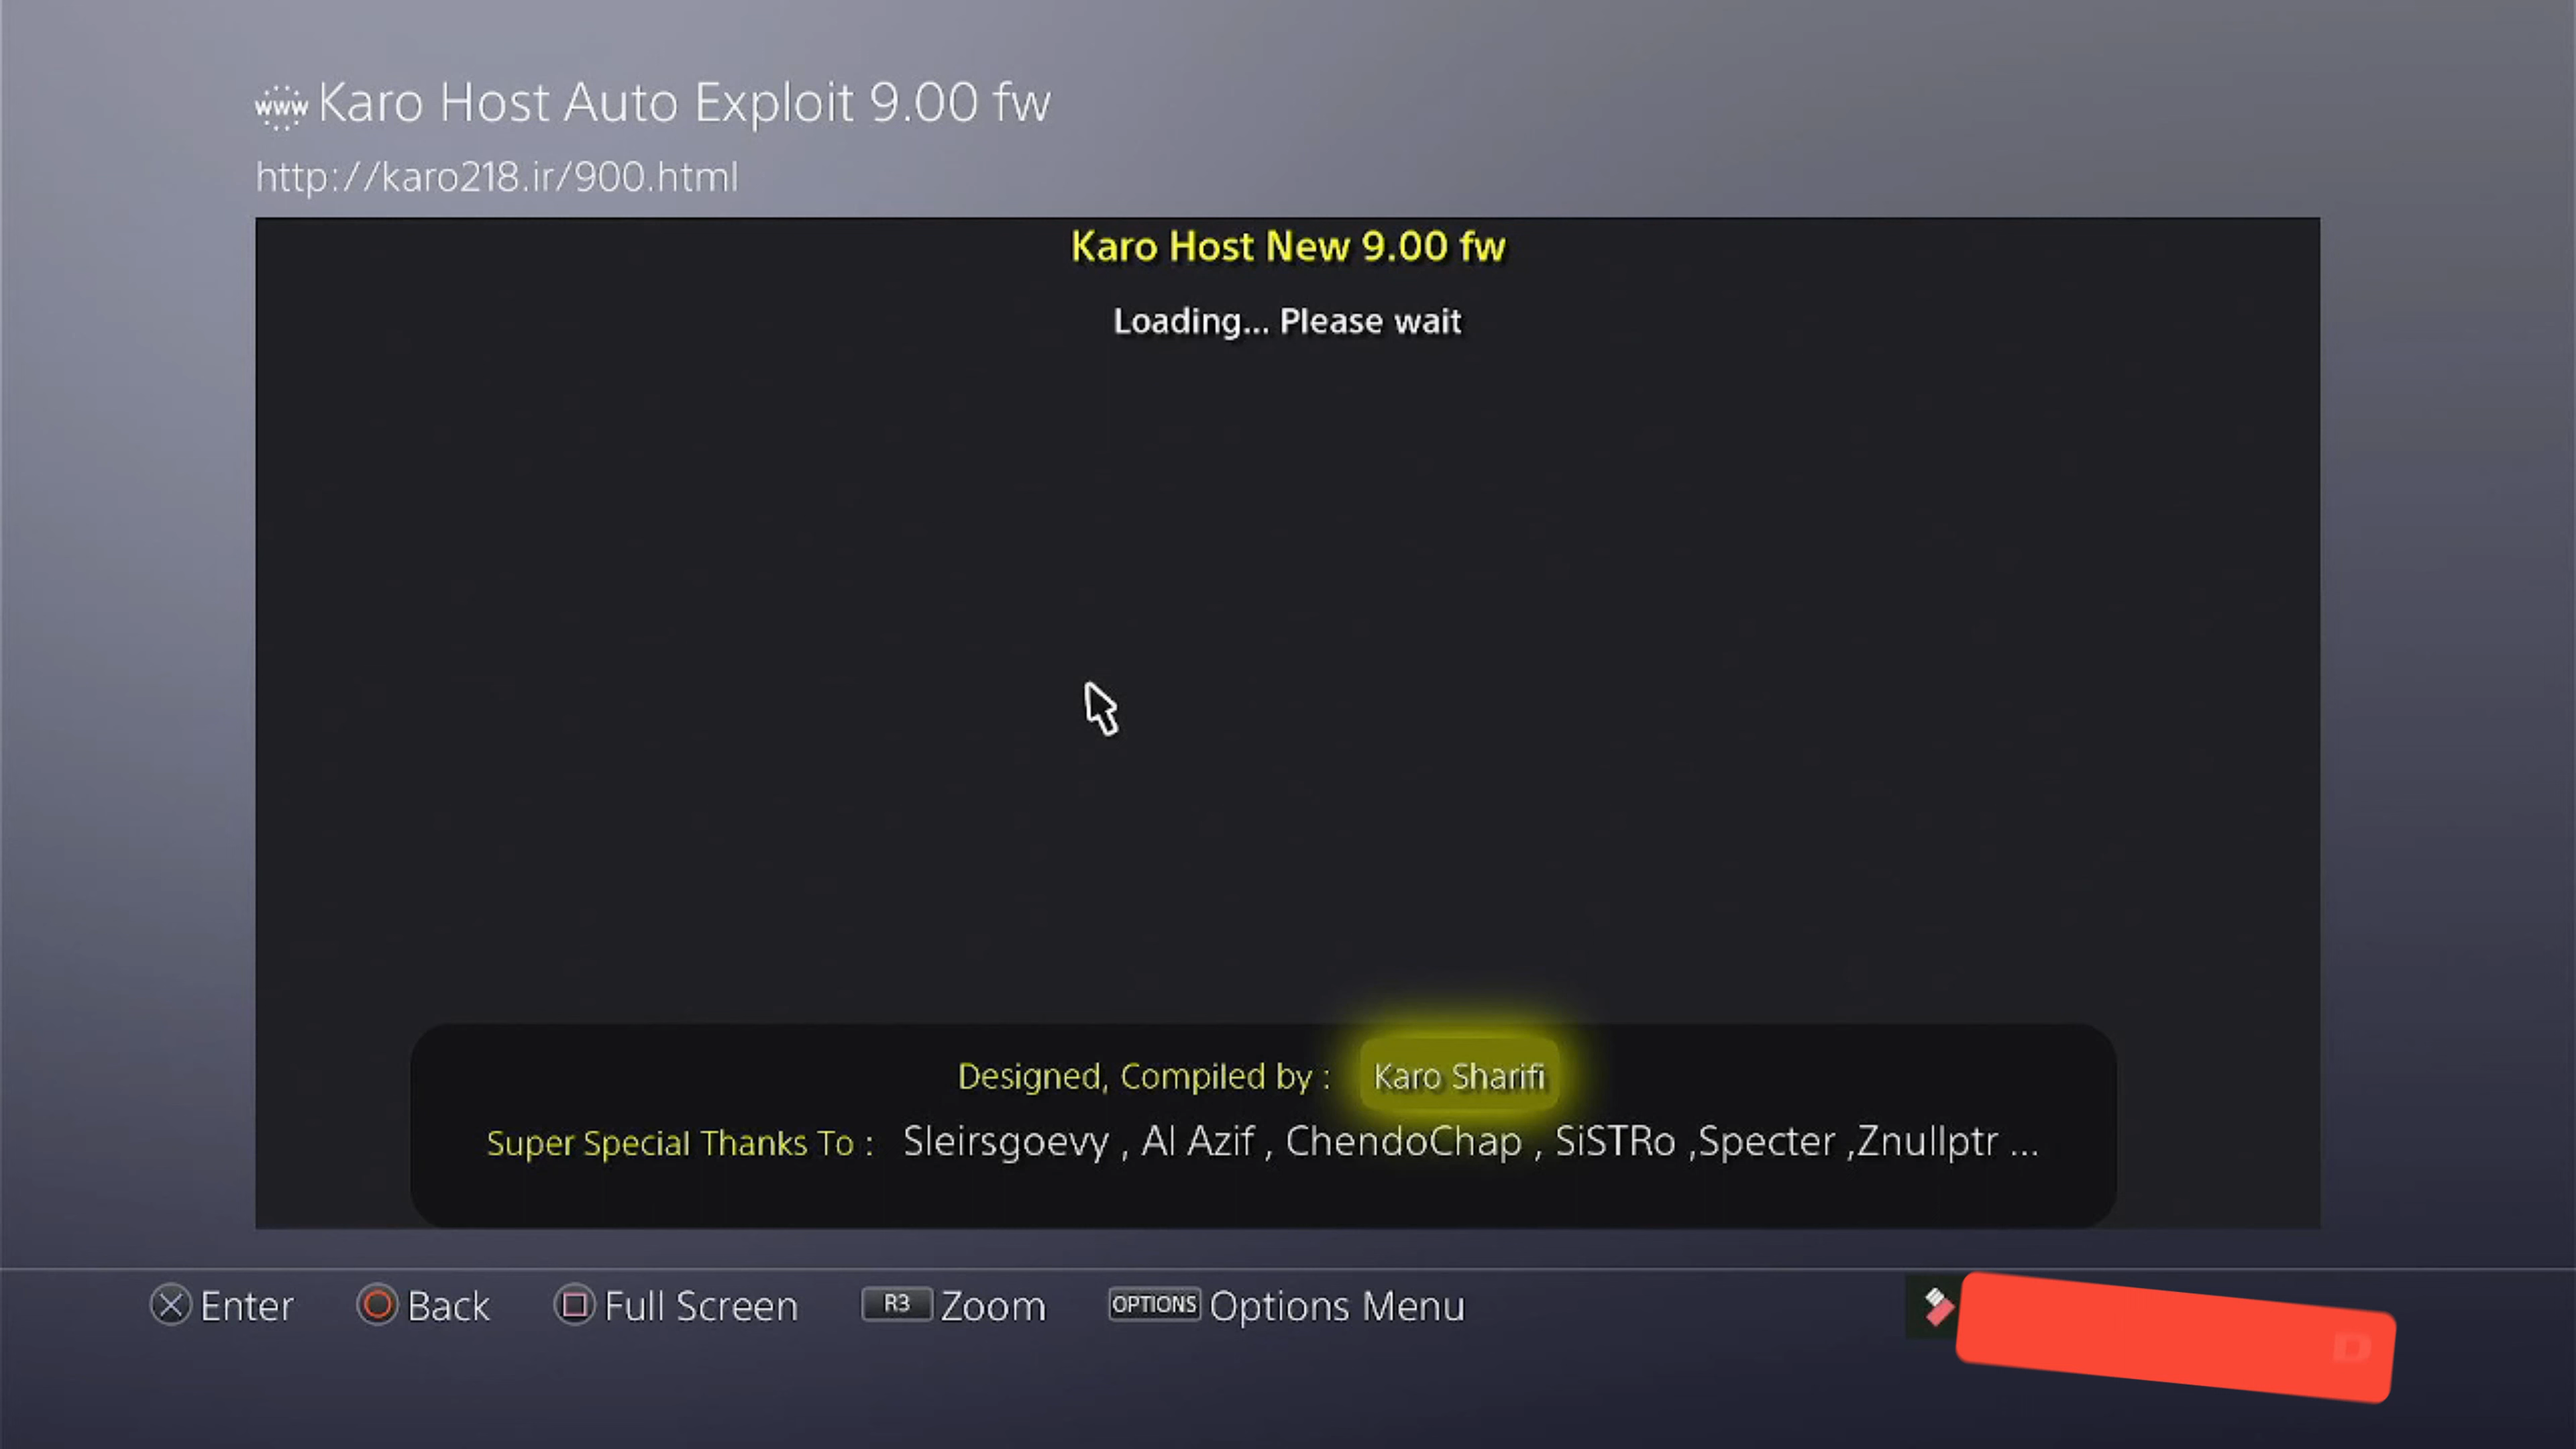 www Karo Host Auto Exploit 9.00 fw
http://karo218.ir/900.html
Karo Host New 9.00 fw
Loading... Please wait
Designed, Compiled by : Karo Sharifi
Super Special Thanks To : Sleirsgoevy , Al Azif , ChendoChap , SiSTRo ,Specter ,Znullptr ...
Enter Back Full Screen R3 Zoom OPTIONS Options Menu